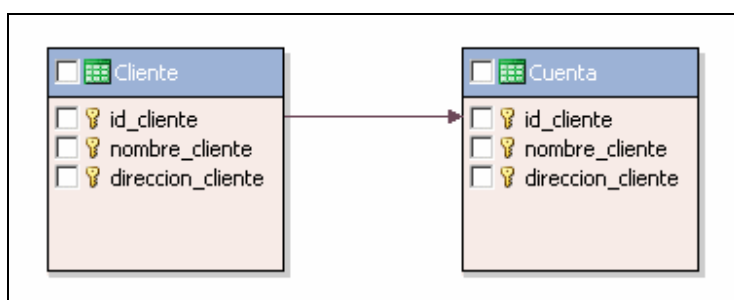 Cliente
id_cliente
nombre_cliente
direccion_cliente
Cuenta
id_cliente
nombre_cliente
direccion_cliente